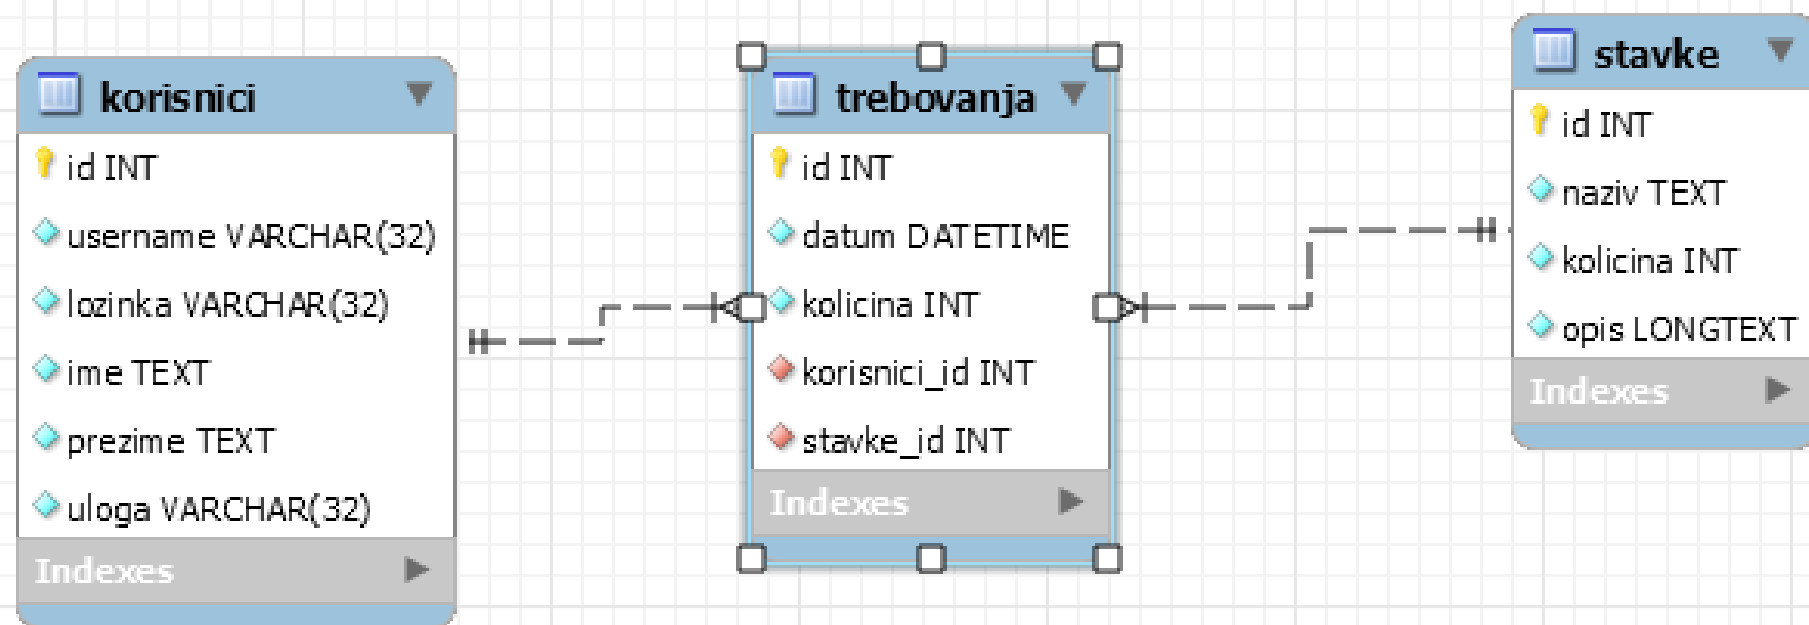 korisnici
id INT
username VARCHAR(32)
lozinka VARCHAR(32)
ime TEXT
prezime TEXT
uloga VARCHAR(32)
Indexes
trebovanja
id INT
datum DATETIME
kolicina INT
korisnici_id INT
stavke_id INT
Indexes
stavke
id INT
naziv TEXT
kolicina INT
opis LONGTEXT
Indexes